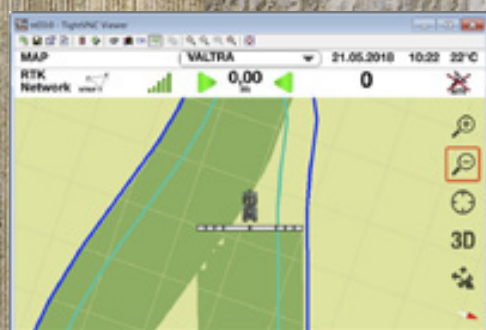 TightVNC Viewer
MAP VALTRA 21.05.2018 10:22 22°C
RTK 0,00 0
Network m
3D